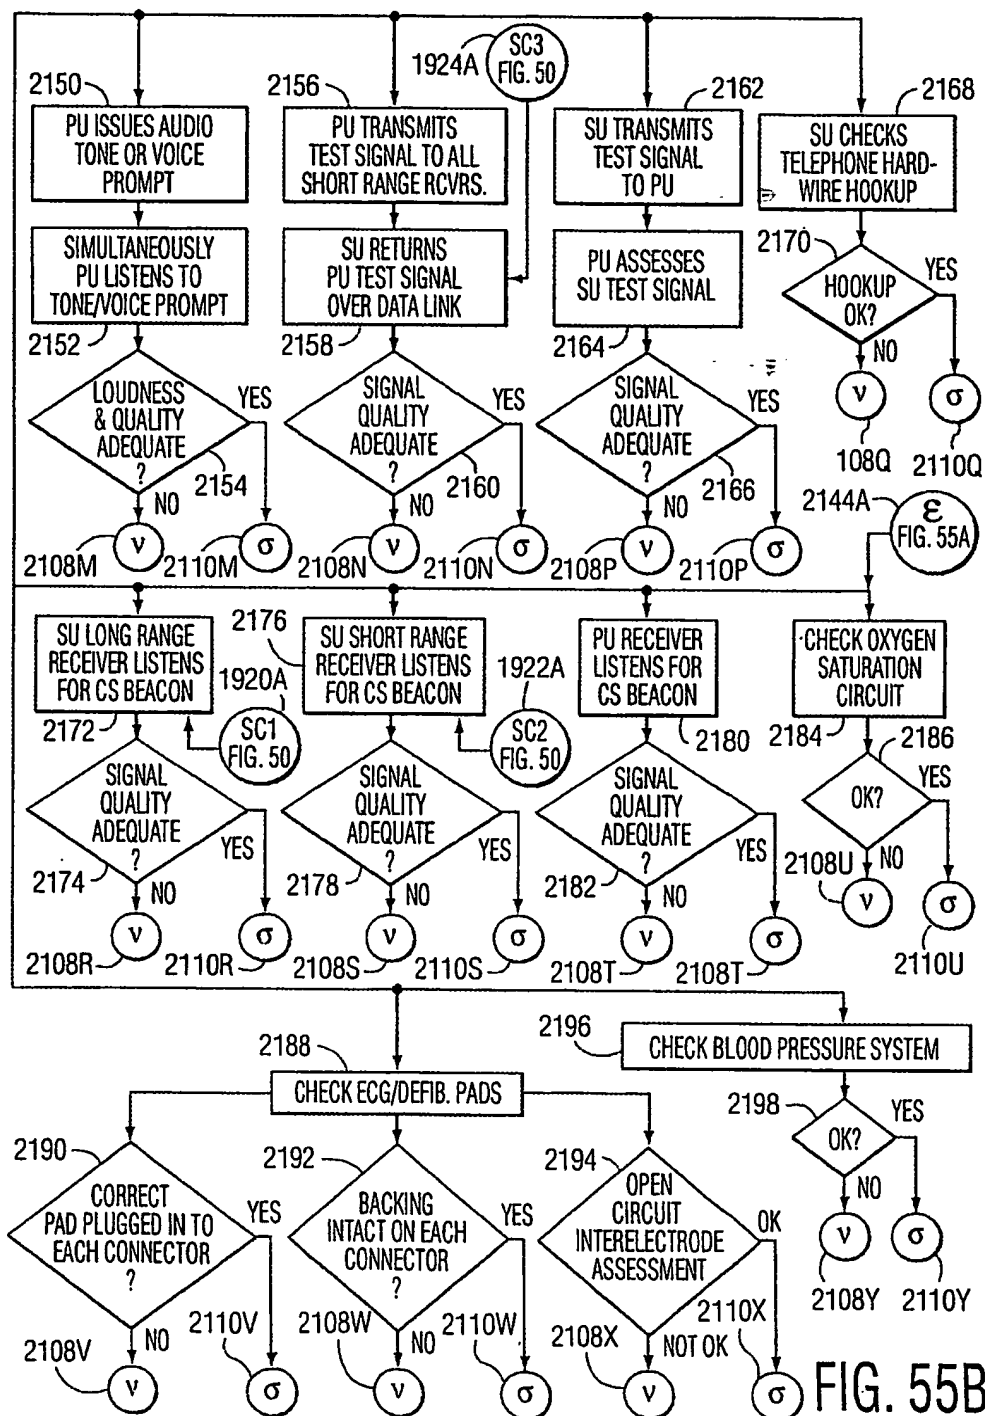 SC3
FIG. 50
1924A
2150
2156
2162
2168
PU ISSUES AUDIO
TONE OR VOICE
PROMPT
PU TRANSMITS
TEST SIGNAL TO ALL
SHORT RANGE RCVRS.
SU TRANSMITS
TEST SIGNAL
TO PU
SU CHECKS
TELEPHONE HARD-
WIRE HOOKUP
SIMULTANEOUSLY
PU LISTENS TO
TONE/VOICE PROMPT
SU RETURNS
PU TEST SIGNAL
OVER DATA LINK
PU ASSESSES
SU TEST SIGNAL
2170
HOOKUP
OK?
YES
NO
2152
2158
2164
LOUDNESS
& QUALITY
ADEQUATE
?
YES
NO
2154
SIGNAL
QUALITY
ADEQUATE
?
YES
NO
2160
SIGNAL
QUALITY
ADEQUATE
?
YES
NO
2166
ν
σ
108Q
2110Q
2144A
ε
FIG. 55A
2108M
ν
2110M
σ
2108N
ν
2110N
σ
2108P
ν
2110P
σ
SU LONG RANGE
RECEIVER LISTENS
FOR CS BEACON
2172
2176
SU SHORT RANGE
RECEIVER LISTENS
FOR CS BEACON
1920A
SC1
FIG. 50
1922A
SC2
FIG. 50
PU RECEIVER
LISTENS FOR
CS BEACON
2180
CHECK OXYGEN
SATURATION
CIRCUIT
2184
2186
SIGNAL
QUALITY
ADEQUATE
?
YES
NO
2174
SIGNAL
QUALITY
ADEQUATE
?
YES
NO
2178
SIGNAL
QUALITY
ADEQUATE
?
YES
NO
2182
OK?
YES
NO
2108U
ν
σ
2110U
2108R
ν
2110R
σ
2108S
ν
2110S
σ
2108T
ν
2108T
σ
2188
CHECK ECG/DEFIB. PADS
2196
CHECK BLOOD PRESSURE SYSTEM
2190
CORRECT
PAD PLUGGED IN TO
EACH CONNECTOR
?
YES
NO
2192
BACKING
INTACT ON EACH
CONNECTOR
?
YES
NO
2194
OPEN
CIRCUIT
INTERELECTRODE
ASSESSMENT
OK
NOT OK
2198
OK?
YES
NO
ν
σ
2108Y
2110Y
2108V
ν
2110V
σ
2108W
ν
2110W
σ
2108X
ν
2110X
σ
FIG. 55B